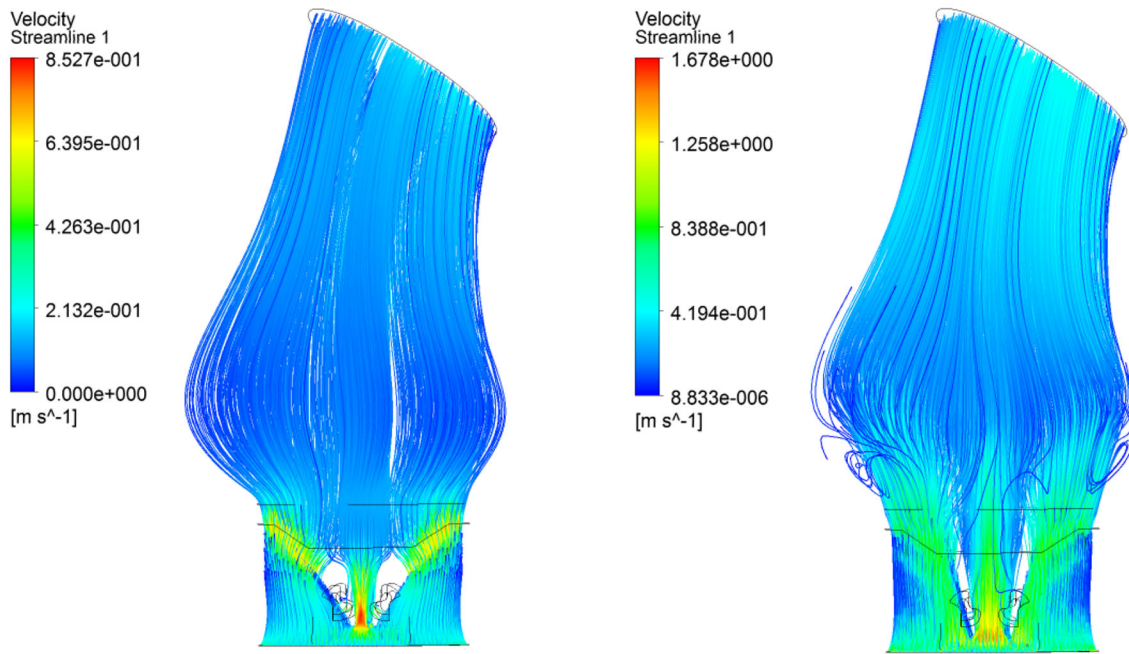 Velocity
Streamline 1
8.527e-001
6.395e-001
4.263e-001
2.132e-001
0.000e+000
[m s^-1]
Velocity
Streamline 1
1.678e+000
1.258e+000
8.388e-001
4.194e-001
8.833e-006
[m s^-1]